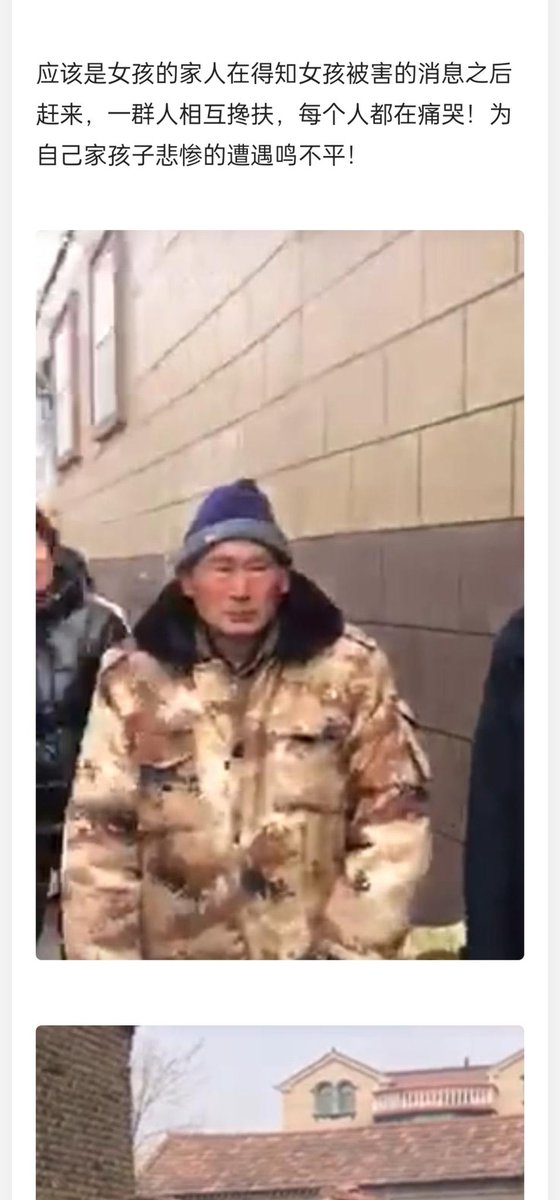 应该是女孩的家人在得知女孩被害的消息之后
赶来，一群人相互搀扶，每个人都在痛哭！为
自己家孩子悲惨的遭遇鸣不平！